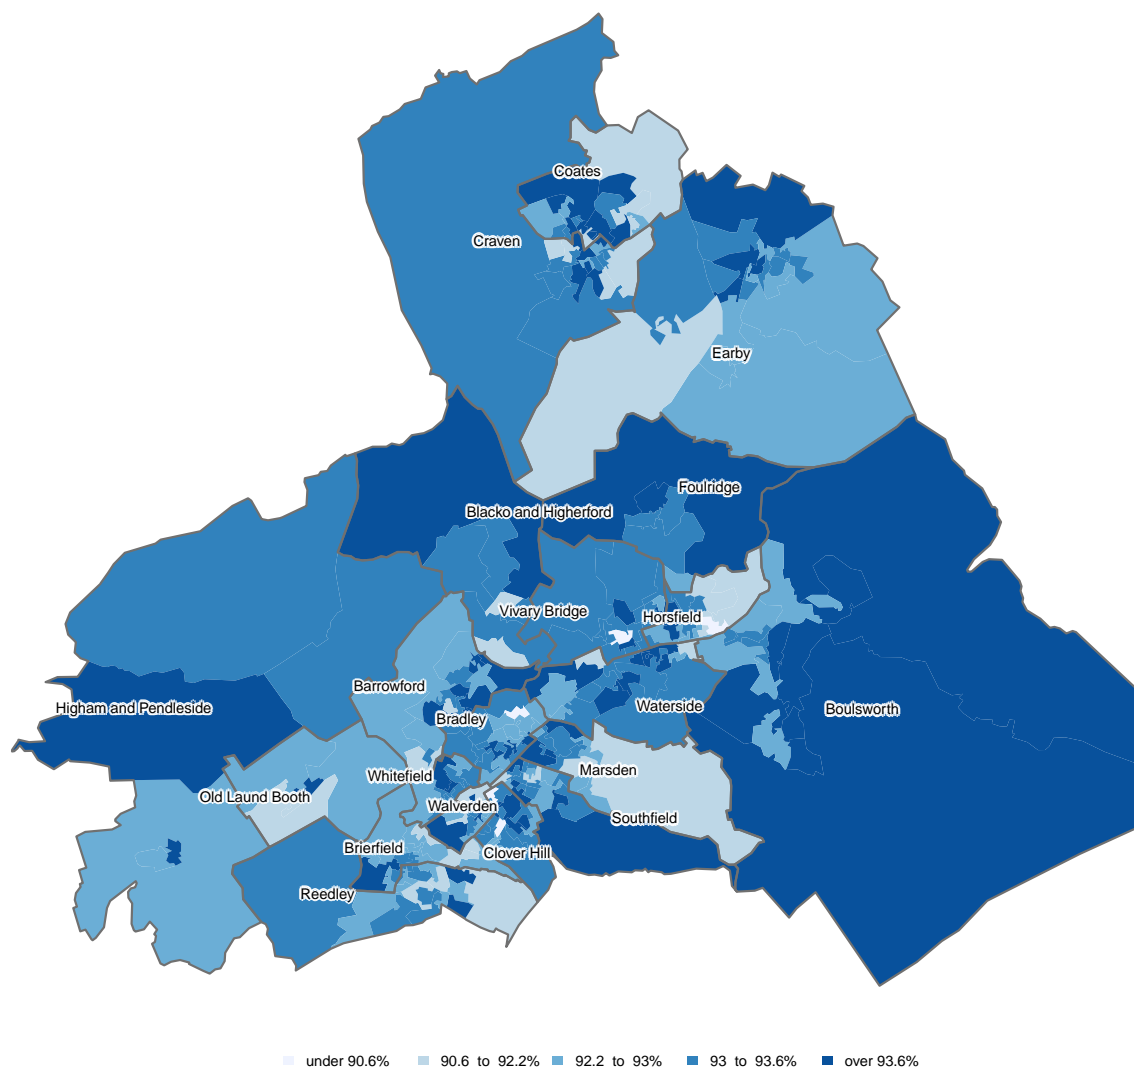 Coates
Craven
Earby
Foulridge
Blacko and Higherford
Vivary Bridge
Horsfield
Barrowford
Higham and Pendleside
Waterside
Boulsworth
Bradley
Marsden
Whitefield
Old Laund Booth
Walverden
Southfield
Brierfield
Clover Hill
Reedley
under 90.6%
90.6 to 92.2%
92.2 to 93%
93 to 93.6%
over 93.6%